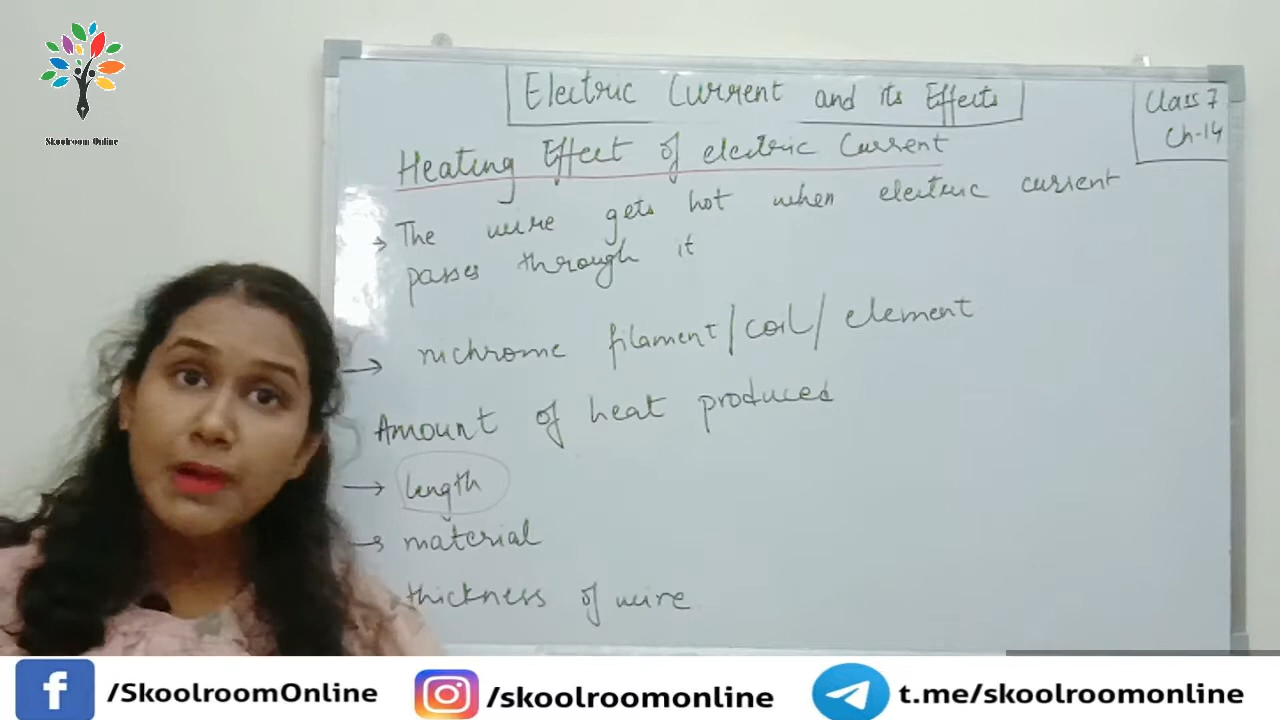 Skoolroom Online
Electric Current and its Effects
Class 7
Ch-14
Heating Effect of electric Current
→ The wire gets hot when electric current
passes through it
→ nichrome filament/coil/element
Amount of heat produced
→ length
→ material
thickness of wire
/SkoolroomOnline
/skoolroomonline
t.me/skoolroomonline